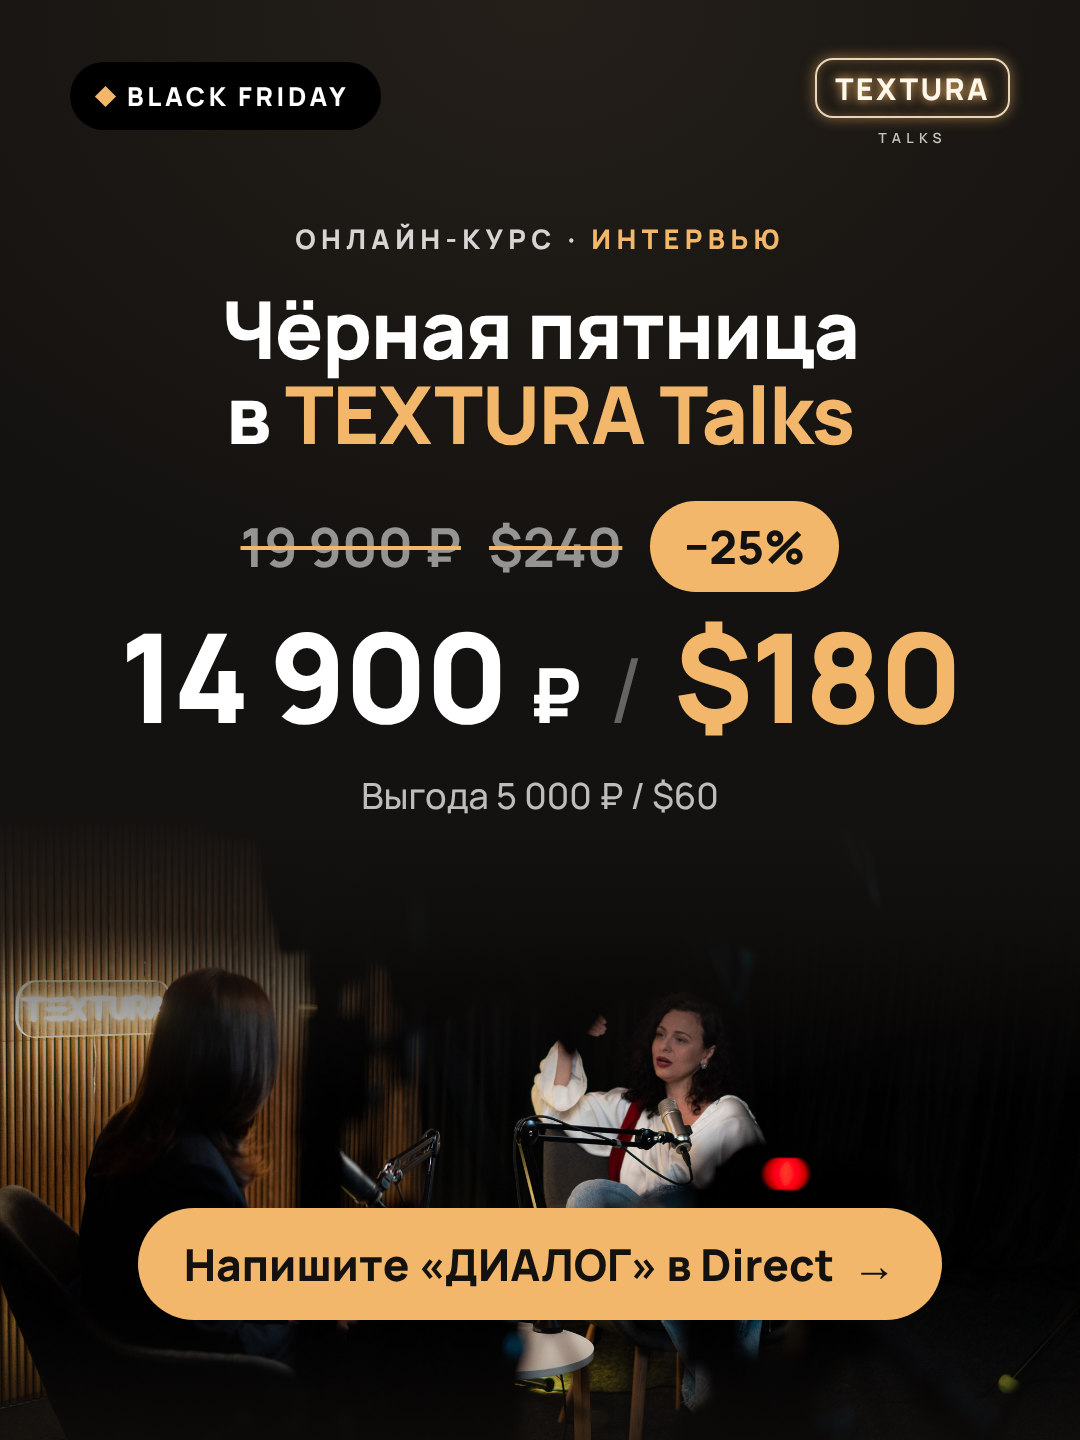 BLACK FRIDAY
TEXTURA
TALKS
ОНЛАЙН-КУРС · ИНТЕРВЬЮ
Чёрная пятница
в TEXTURA Talks
19 900 ₽ $240 −25%
14 900 ₽ / $180
Выгода 5 000 ₽ / $60
TEXTURA
Напишите «ДИАЛОГ» в Direct →